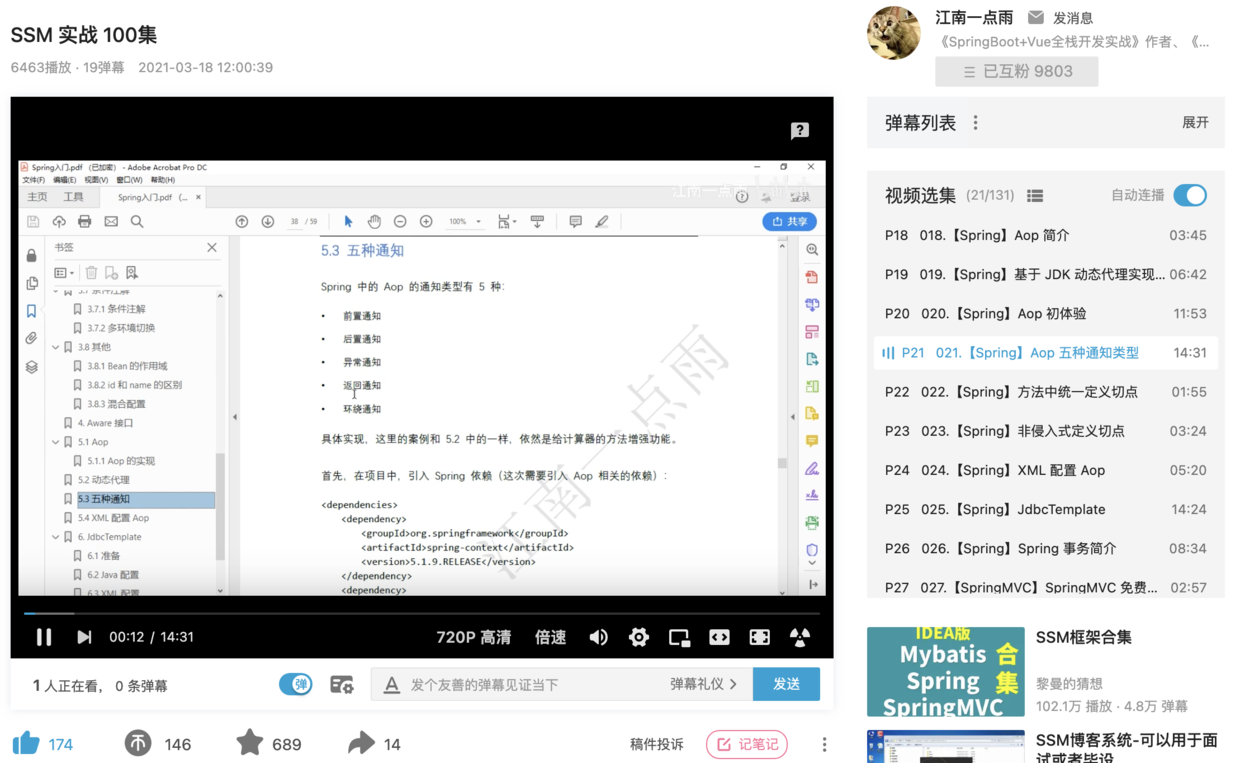 SSM 实战 100集
6463播放 · 19弹幕 2021-03-18 12:00:39
Spring入门.pdf （已加密） - Adobe Acrobat Pro DC
文件(F) 编辑(E) 视图(V) 窗口(W) 帮助(H)
主页 工具 Spring入门.pdf (... ×
江南一点雨
登录
38 / 59
100%
共享
书签
3.7 条件注解
3.7.1 条件注解
3.7.2 多环境切换
3.8 其他
3.8.1 Bean 的作用域
3.8.2 id 和 name 的区别
3.8.3 混合配置
4. Aware 接口
5.1 Aop
5.1.1 Aop 的实现
5.2 动态代理
5.3 五种通知
5.4 XML 配置 Aop
6. JdbcTemplate
6.1 准备
6.2 Java 配置
6.3 XML 配置
5.3 五种通知
Spring 中的 Aop 的通知类型有 5 种：
• 前置通知
• 后置通知
• 异常通知
• 返回通知
• 环绕通知
具体实现，这里的案例和 5.2 中的一样，依然是给计算器的方法增强功能。
首先，在项目中，引入 Spring 依赖（这次需要引入 Aop 相关的依赖）：
<dependencies>
<dependency>
<groupId>org.springframework</groupId>
<artifactId>spring-context</artifactId>
<version>5.1.9.RELEASE</version>
</dependency>
<dependency>
江南一点雨
00:12 / 14:31
720P 高清 倍速
1 人正在看， 0 条弹幕
弹
A 发个友善的弹幕见证当下
弹幕礼仪 >
发送
174 146 689 14
稿件投诉
记笔记
江南一点雨 发消息
《SpringBoot+Vue全栈开发实战》作者、《...
已互粉 9803
弹幕列表
展开
视频选集 (21/131)
自动连播
P18 018.【Spring】Aop 简介 03:45
P19 019.【Spring】基于 JDK 动态代理实现... 06:42
P20 020.【Spring】Aop 初体验 11:53
P21 021.【Spring】Aop 五种通知类型 14:31
P22 022.【Spring】方法中统一定义切点 01:55
P23 023.【Spring】非侵入式定义切点 03:24
P24 024.【Spring】XML 配置 Aop 05:20
P25 025.【Spring】JdbcTemplate 14:24
P26 026.【Spring】Spring 事务简介 08:34
P27 027.【SpringMVC】SpringMVC 免费... 02:57
IDEA版
Mybatis
Spring
SpringMVC
合集
SSM框架合集
黎曼的猜想
102.1万 播放 · 4.8万 弹幕
SSM博客系统-可以用于面
试或者毕设